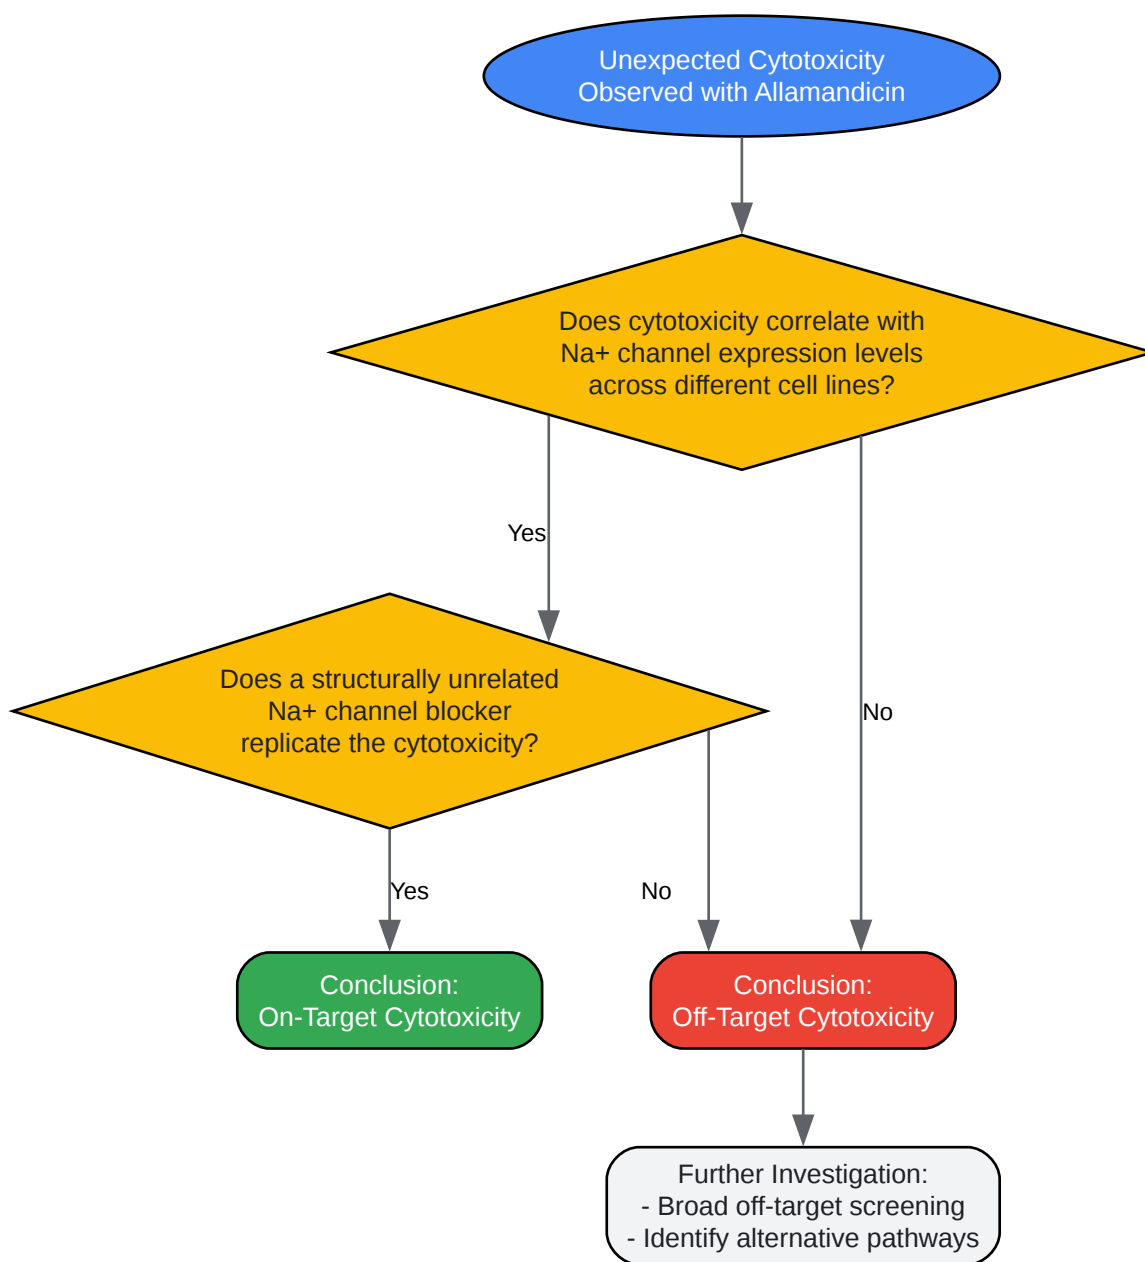 Unexpected Cytotoxicity
Observed with Allamandicin
Does cytotoxicity correlate with
Na+ channel expression levels
across different cell lines?
Yes
No
Does a structurally unrelated
Na+ channel blocker
replicate the cytotoxicity?
Yes
No
Conclusion:
On-Target Cytotoxicity
Conclusion:
Off-Target Cytotoxicity
Further Investigation:
- Broad off-target screening
- Identify alternative pathways